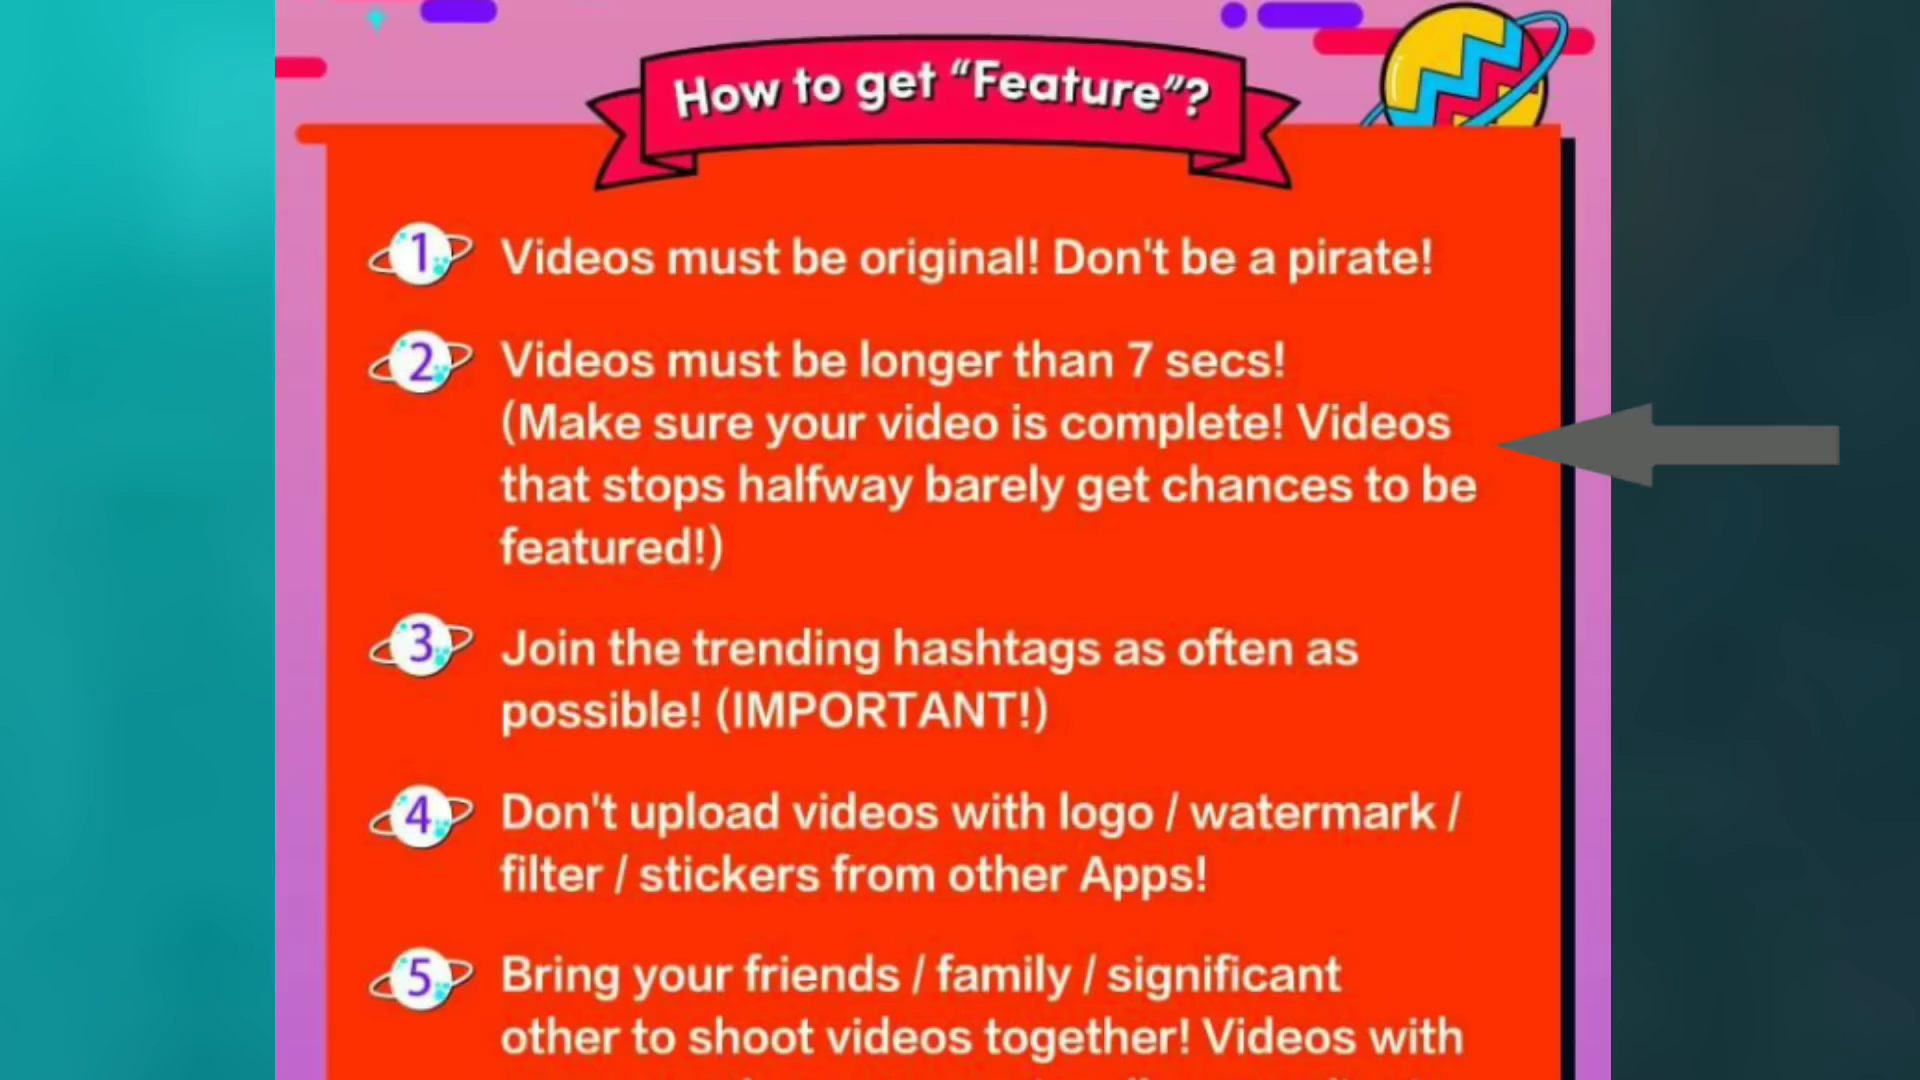 How to get “Feature”?
1 Videos must be original! Don't be a pirate!
2 Videos must be longer than 7 secs!
(Make sure your video is complete! Videos
that stops halfway barely get chances to be
featured!)
3 Join the trending hashtags as often as
possible! (IMPORTANT!)
4 Don't upload videos with logo / watermark /
filter / stickers from other Apps!
5 Bring your friends / family / significant
other to shoot videos together! Videos with